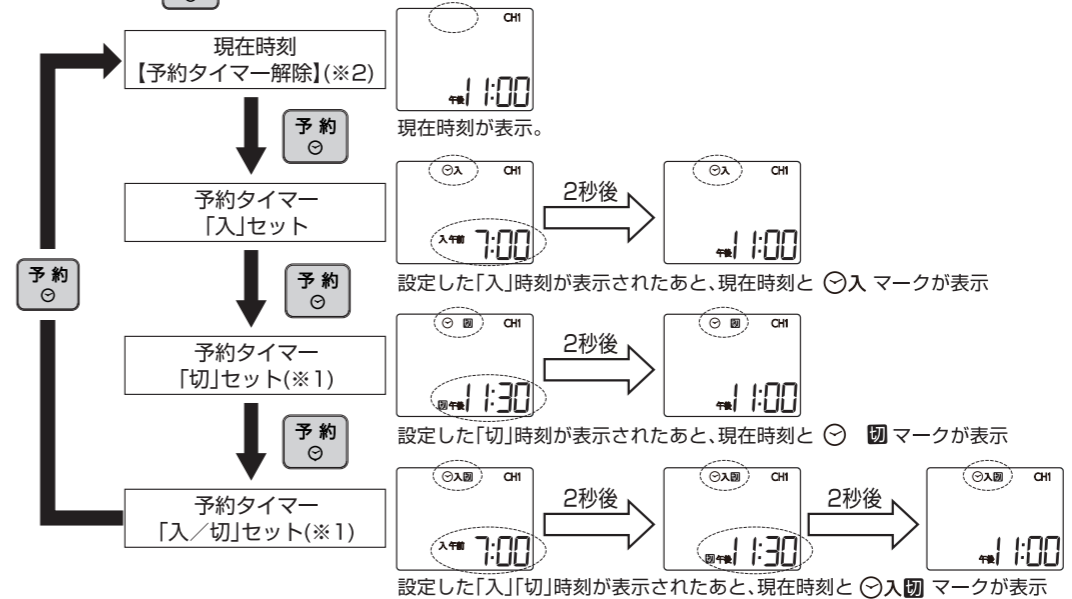 現在時刻
【予約タイマー解除】(※2)
CH1
午後11:00
現在時刻が表示。
予約
予約タイマー
「入」セット
入 CH1
入午前 7:00
2秒後
入 CH1
午後11:00
設定した「入」時刻が表示されたあと、現在時刻と 入 マークが表示
予約
予約
予約タイマー
「切」セット(※1)
切 CH1
切午後11:30
2秒後
切 CH1
午後11:00
設定した「切」時刻が表示されたあと、現在時刻と 切 マークが表示
予約
予約タイマー
「入／切」セット(※1)
入切 CH1
入午前 7:00
2秒後
入切 CH1
切午後11:30
2秒後
入切 CH1
午後11:00
設定した「入」「切」時刻が表示されたあと、現在時刻と 入切 マークが表示